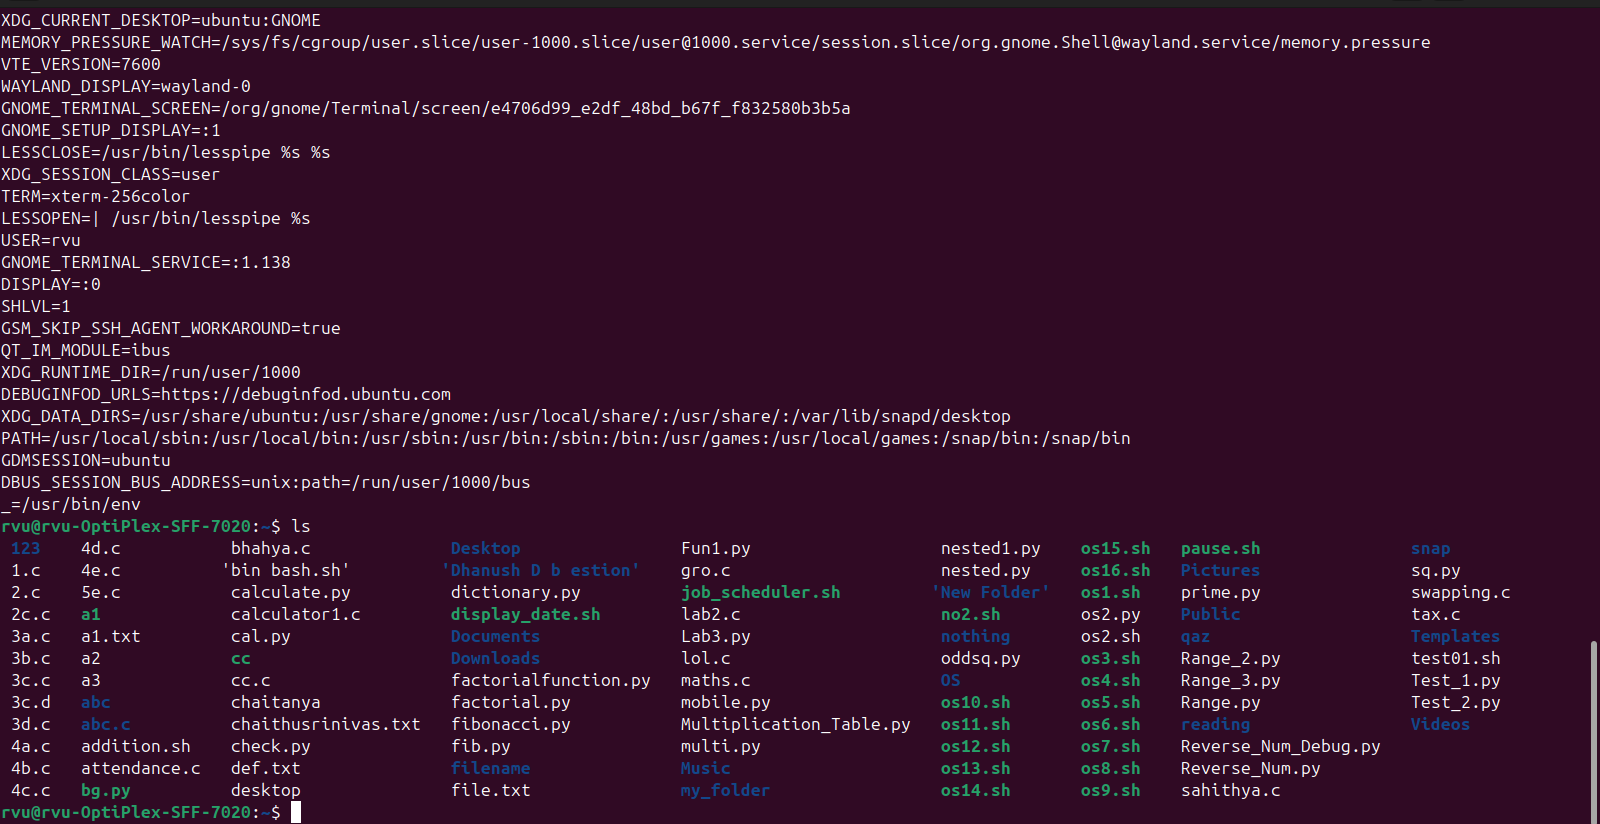 XDG_CURRENT_DESKTOP=ubuntu:GNOME
MEMORY_PRESSURE_WATCH=/sys/fs/cgroup/user.slice/user-1000.slice/user@1000.service/session.slice/org.gnome.Shell@wayland.service/memory.pressure
VTE_VERSION=7600
WAYLAND_DISPLAY=wayland-0
GNOME_TERMINAL_SCREEN=/org/gnome/Terminal/screen/e4706d99_e2df_48bd_b67f_f832580b3b5a
GNOME_SETUP_DISPLAY=:1
LESSCLOSE=/usr/bin/lesspipe %s %s
XDG_SESSION_CLASS=user
TERM=xterm-256color
LESSOPEN=| /usr/bin/lesspipe %s
USER=rvu
GNOME_TERMINAL_SERVICE=:1.138
DISPLAY=:0
SHLVL=1
GSM_SKIP_SSH_AGENT_WORKAROUND=true
QT_IM_MODULE=ibus
XDG_RUNTIME_DIR=/run/user/1000
DEBUGINFOD_URLS=https://debuginfod.ubuntu.com
XDG_DATA_DIRS=/usr/share/ubuntu:/usr/share/gnome:/usr/local/share/:/usr/share/:/var/lib/snapd/desktop
PATH=/usr/local/sbin:/usr/local/bin:/usr/sbin:/usr/bin:/sbin:/bin:/usr/games:/usr/local/games:/snap/bin:/snap/bin
GDMSESSION=ubuntu
DBUS_SESSION_BUS_ADDRESS=unix:path=/run/user/1000/bus
_=/usr/bin/env
rvu@rvu-OptiPlex-SFF-7020:~$ ls
123 4d.c bhahya.c Desktop Fun1.py nested1.py os15.sh pause.sh snap
1.c 4e.c 'bin bash.sh' 'Dhanush D b estion' gro.c nested.py os16.sh Pictures sq.py
2.c 5e.c calculate.py dictionary.py job_scheduler.sh 'New Folder' os1.sh prime.py swapping.c
2c.c a1 calculator1.c display_date.sh lab2.c no2.sh os2.py Public tax.c
3a.c a1.txt cal.py Documents Lab3.py nothing os2.sh qaz Templates
3b.c a2 cc Downloads lol.c oddsq.py os3.sh Range_2.py test01.sh
3c.c a3 cc.c factorialfunction.py maths.c OS os4.sh Range_3.py Test_1.py
3c.d abc chaitanya factorial.py mobile.py os10.sh os5.sh Range.py Test_2.py
3d.c abc.c chaithusrinivas.txt fibonacci.py Multiplication_Table.py os11.sh os6.sh reading Videos
4a.c addition.sh check.py fib.py multi.py os12.sh os7.sh Reverse_Num_Debug.py
4b.c attendance.c def.txt filename Music os13.sh os8.sh Reverse_Num.py
4c.c bg.py desktop file.txt my_folder os14.sh os9.sh sahithya.c
rvu@rvu-OptiPlex-SFF-7020:~$